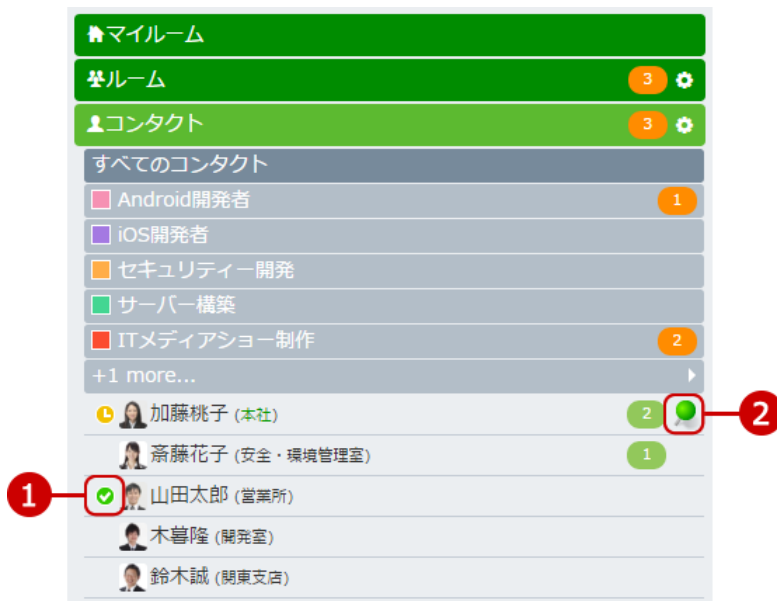 マイルーム
ルーム 3
コンタクト 3
すべてのコンタクト
Android開発者 1
iOS開発者
セキュリティー開発
サーバー構築
ITメディアショー制作 2
+1 more...
加藤桃子 (本社) 2 2
斎藤花子 (安全・環境管理室) 1
1 山田太郎 (営業所)
木暮隆 (開発室)
鈴木誠 (関東支店)